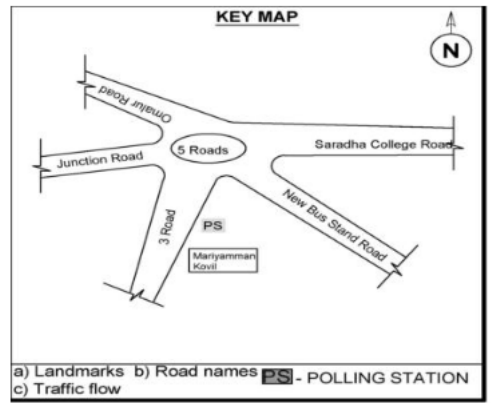 KEY MAP
N
Omalur Road
5 Roads
Saradha College Road
Junction Road
3 Road
PS
New Bus Stand Road
Mariyamman
Kovil
a) Landmarks b) Road names PS - POLLING STATION
c) Traffic flow